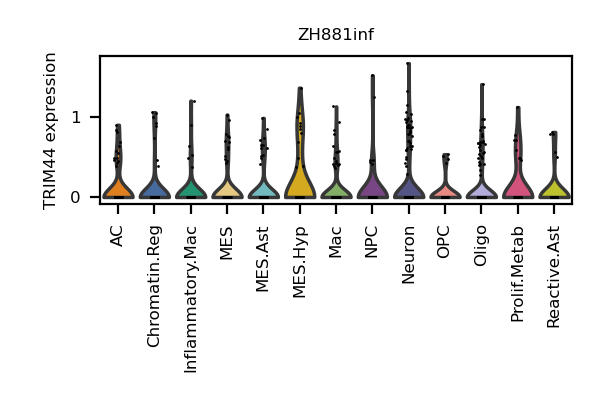 ZH881inf
TRIM44 expression
1
0
AC
Chromatin.Reg
Inflammatory.Mac
MES
MES.Ast
MES.Hyp
Mac
NPC
Neuron
OPC
Oligo
Prolif.Metab
Reactive.Ast